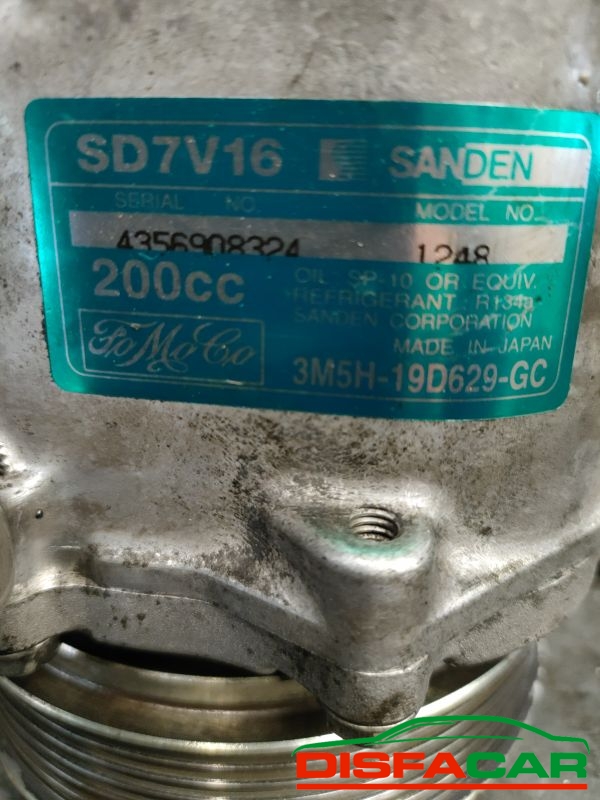 SD7V16 SANDEN
SERIAL NO. MODEL NO.
4356908324 1248
200cc
OIL SP-10 OR EQUIV.
REFRIGERANT : R134a
SANDEN CORPORATION
MADE IN JAPAN
FoMoCo
3M5H-19D629-GC
DISFACAR